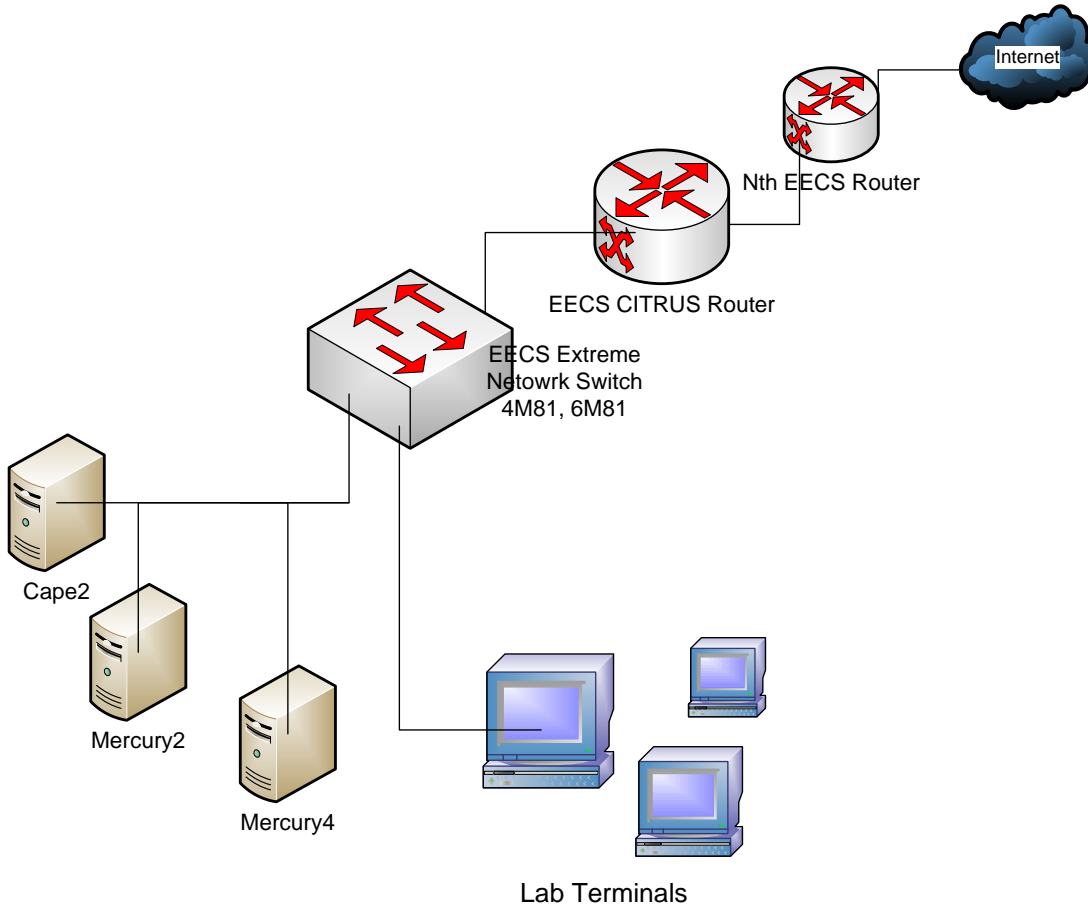 Internet
Nth EECS Router
EECS CITRUS Router
EECS Extreme
Netowrk Switch
4M81, 6M81
Cape2
Mercury2
Mercury4
Lab Terminals